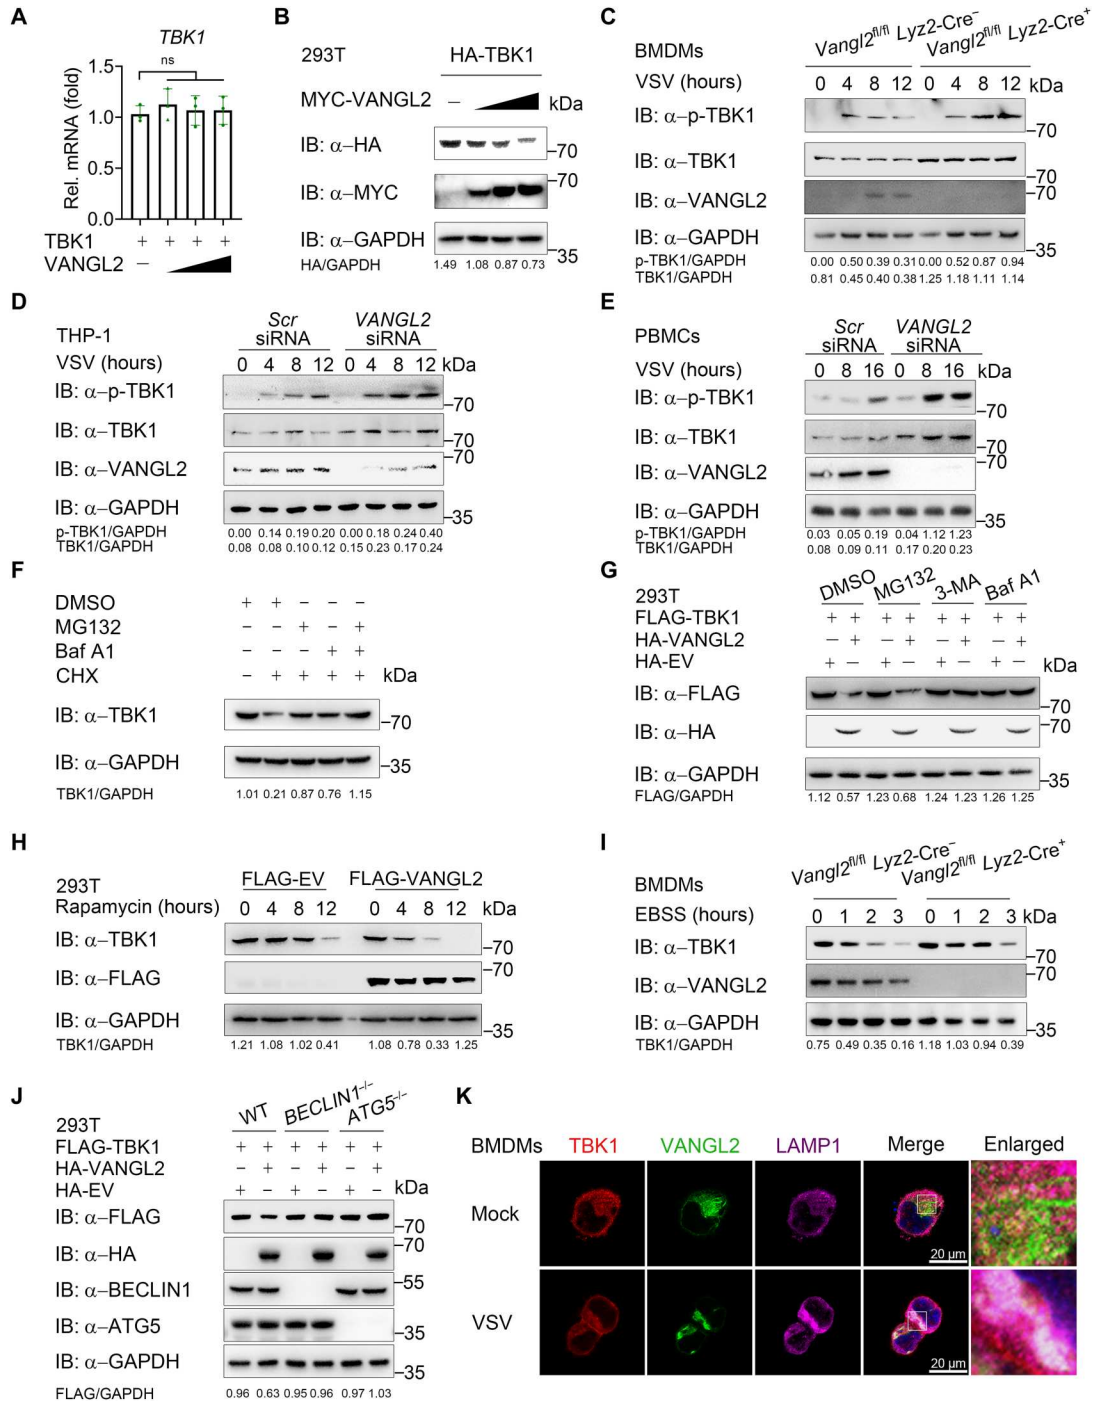 A
TBK1
ns
Rel. mRNA (fold)
1.5
1.0
0.5
0.0
TBK1 + + + +
VANGL2 −
B
293T HA-TBK1
MYC-VANGL2 − kDa
IB: α−HA −70
IB: α−MYC −70
IB: α−GAPDH −35
HA/GAPDH 1.49 1.08 0.87 0.73
C
BMDMs Vangl2fl/fl Lyz2-Cre− Vangl2fl/fl Lyz2-Cre+
VSV (hours) 0 4 8 12 0 4 8 12 kDa
IB: α−p-TBK1 −70
IB: α−TBK1 −70
IB: α−VANGL2 −70
IB: α−GAPDH −35
p-TBK1/GAPDH 0.00 0.50 0.39 0.31 0.00 0.52 0.87 0.94
TBK1/GAPDH 0.81 0.45 0.40 0.38 1.25 1.18 1.11 1.14
D
THP-1 Scr siRNA VANGL2 siRNA
VSV (hours) 0 4 8 12 0 4 8 12 kDa
IB: α−p-TBK1 −70
IB: α−TBK1 −70
IB: α−VANGL2 −70
IB: α−GAPDH −35
p-TBK1/GAPDH 0.00 0.14 0.19 0.20 0.00 0.18 0.24 0.40
TBK1/GAPDH 0.08 0.08 0.10 0.12 0.15 0.23 0.17 0.24
E
PBMCs Scr siRNA VANGL2 siRNA
VSV (hours) 0 8 16 0 8 16 kDa
IB: α−p-TBK1 −70
IB: α−TBK1 −70
IB: α−VANGL2 −70
IB: α−GAPDH −35
p-TBK1/GAPDH 0.03 0.05 0.19 0.04 1.12 1.23
TBK1/GAPDH 0.08 0.09 0.11 0.17 0.20 0.23
F
DMSO + + − − −
MG132 − − + − +
Baf A1 − − − + +
CHX − + + + + kDa
IB: α−TBK1 −70
IB: α−GAPDH −35
TBK1/GAPDH 1.01 0.21 0.87 0.76 1.15
G
293T DMSO MG132 3-MA Baf A1
FLAG-TBK1 + + + + + + + +
HA-VANGL2 − + − + − + − +
HA-EV + − + − + − + − kDa
IB: α−FLAG −70
IB: α−HA −70
IB: α−GAPDH −35
FLAG/GAPDH 1.12 0.57 1.23 0.68 1.24 1.23 1.26 1.25
H
293T FLAG-EV FLAG-VANGL2
Rapamycin (hours) 0 4 8 12 0 4 8 12 kDa
IB: α−TBK1 −70
IB: α−FLAG −70
IB: α−GAPDH −35
TBK1/GAPDH 1.21 1.08 1.02 0.41 1.08 0.78 0.33 1.25
I
BMDMs Vangl2fl/fl Lyz2-Cre− Vangl2fl/fl Lyz2-Cre+
EBSS (hours) 0 1 2 3 0 1 2 3 kDa
IB: α−TBK1 −70
IB: α−VANGL2 −70
IB: α−GAPDH −35
TBK1/GAPDH 0.75 0.49 0.35 0.16 1.18 1.03 0.94 0.39
J
293T WT BECLIN1−/− ATG5−/−
FLAG-TBK1 + + + + + +
HA-VANGL2 − + − + − +
HA-EV + − + − + − kDa
IB: α−FLAG −70
IB: α−HA −70
IB: α−BECLIN1 −55
IB: α−ATG5 −35
IB: α−GAPDH −35
FLAG/GAPDH 0.96 0.63 0.95 0.96 0.97 1.03
K
BMDMs TBK1 VANGL2 LAMP1 Merge Enlarged
Mock
20 µm
VSV
20 µm